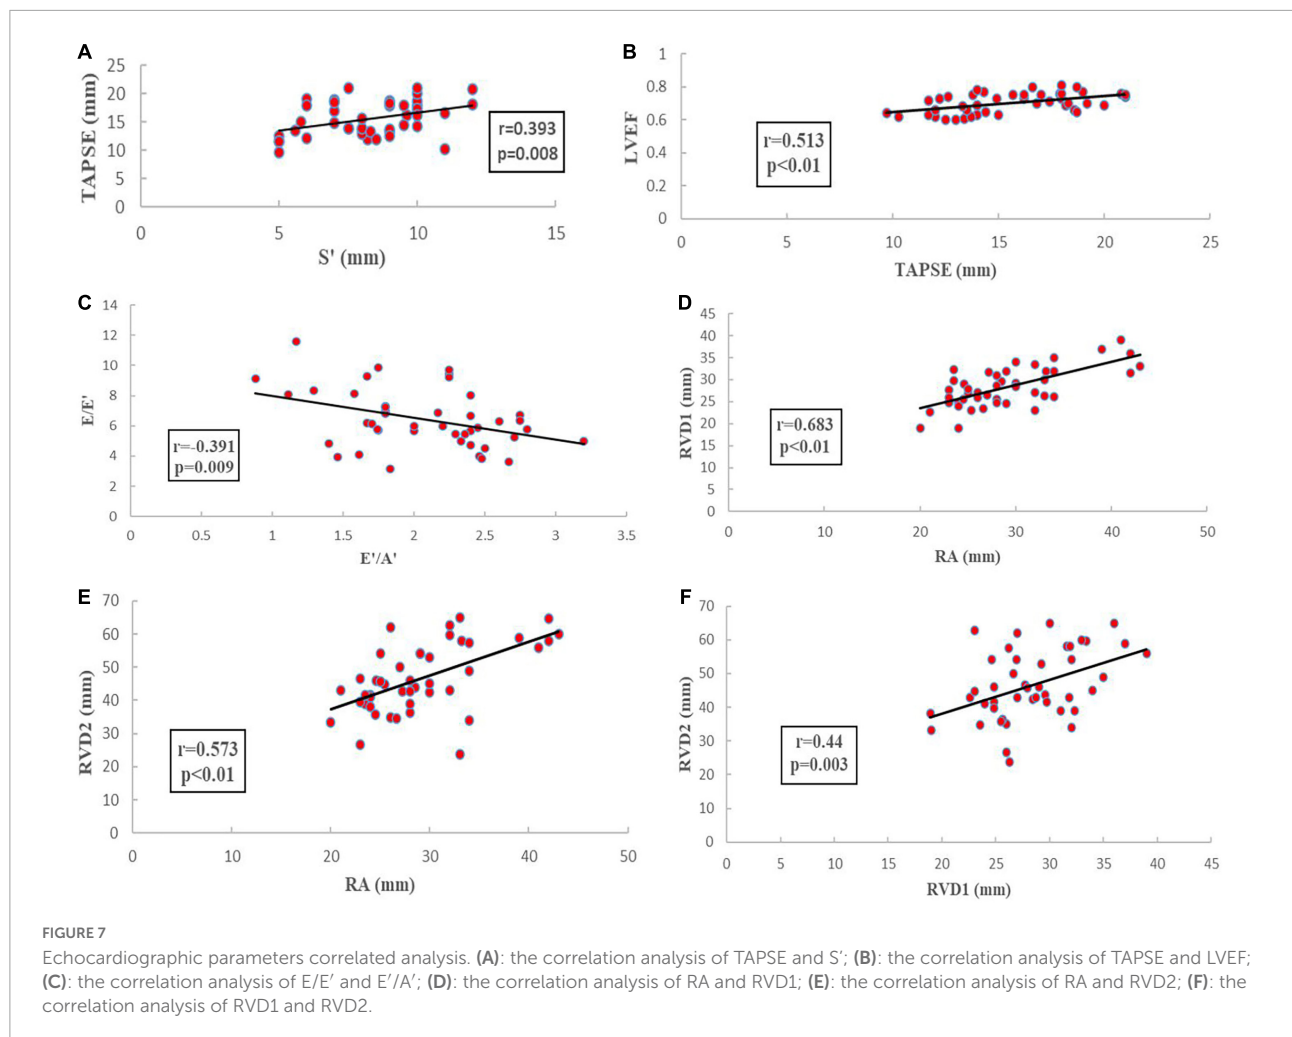 A
TAPSE (mm)
25
20
15
10
5
0
0 5 10 15
S' (mm)
r=0.393
p=0.008
B
LVEF
1
0.8
0.6
0.4
0.2
0
0 5 10 15 20 25
TAPSE (mm)
r=0.513
p<0.01
C
E/E'
14
12
10
8
6
4
2
0
0 0.5 1 1.5 2 2.5 3 3.5
E'/A'
r=-0.391
p=0.009
D
RVD1 (mm)
45
40
35
30
25
20
15
10
5
0
0 10 20 30 40 50
RA (mm)
r=0.683
p<0.01
E
RVD2 (mm)
70
60
50
40
30
20
10
0
0 10 20 30 40 50
RA (mm)
r=0.573
p<0.01
F
RVD2 (mm)
70
60
50
40
30
20
10
0
0 5 10 15 20 25 30 35 40 45
RVD1 (mm)
r=0.44
p=0.003
FIGURE 7
Echocardiographic parameters correlated analysis. (A): the correlation analysis of TAPSE and S′; (B): the correlation analysis of TAPSE and LVEF;
(C): the correlation analysis of E/E′ and E′/A′; (D): the correlation analysis of RA and RVD1; (E): the correlation analysis of RA and RVD2; (F): the
correlation analysis of RVD1 and RVD2.